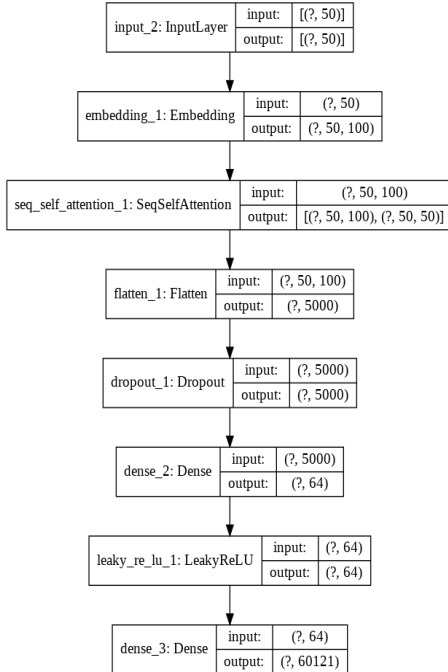 input_2: InputLayer
input: [(?, 50)]
output: [(?, 50)]
embedding_1: Embedding
input: (?, 50)
output: (?, 50, 100)
seq_self_attention_1: SeqSelfAttention
input: (?, 50, 100)
output: [(?, 50, 100), (?, 50, 50)]
flatten_1: Flatten
input: (?, 50, 100)
output: (?, 5000)
dropout_1: Dropout
input: (?, 5000)
output: (?, 5000)
dense_2: Dense
input: (?, 5000)
output: (?, 64)
leaky_re_lu_1: LeakyReLU
input: (?, 64)
output: (?, 64)
dense_3: Dense
input: (?, 64)
output: (?, 60121)